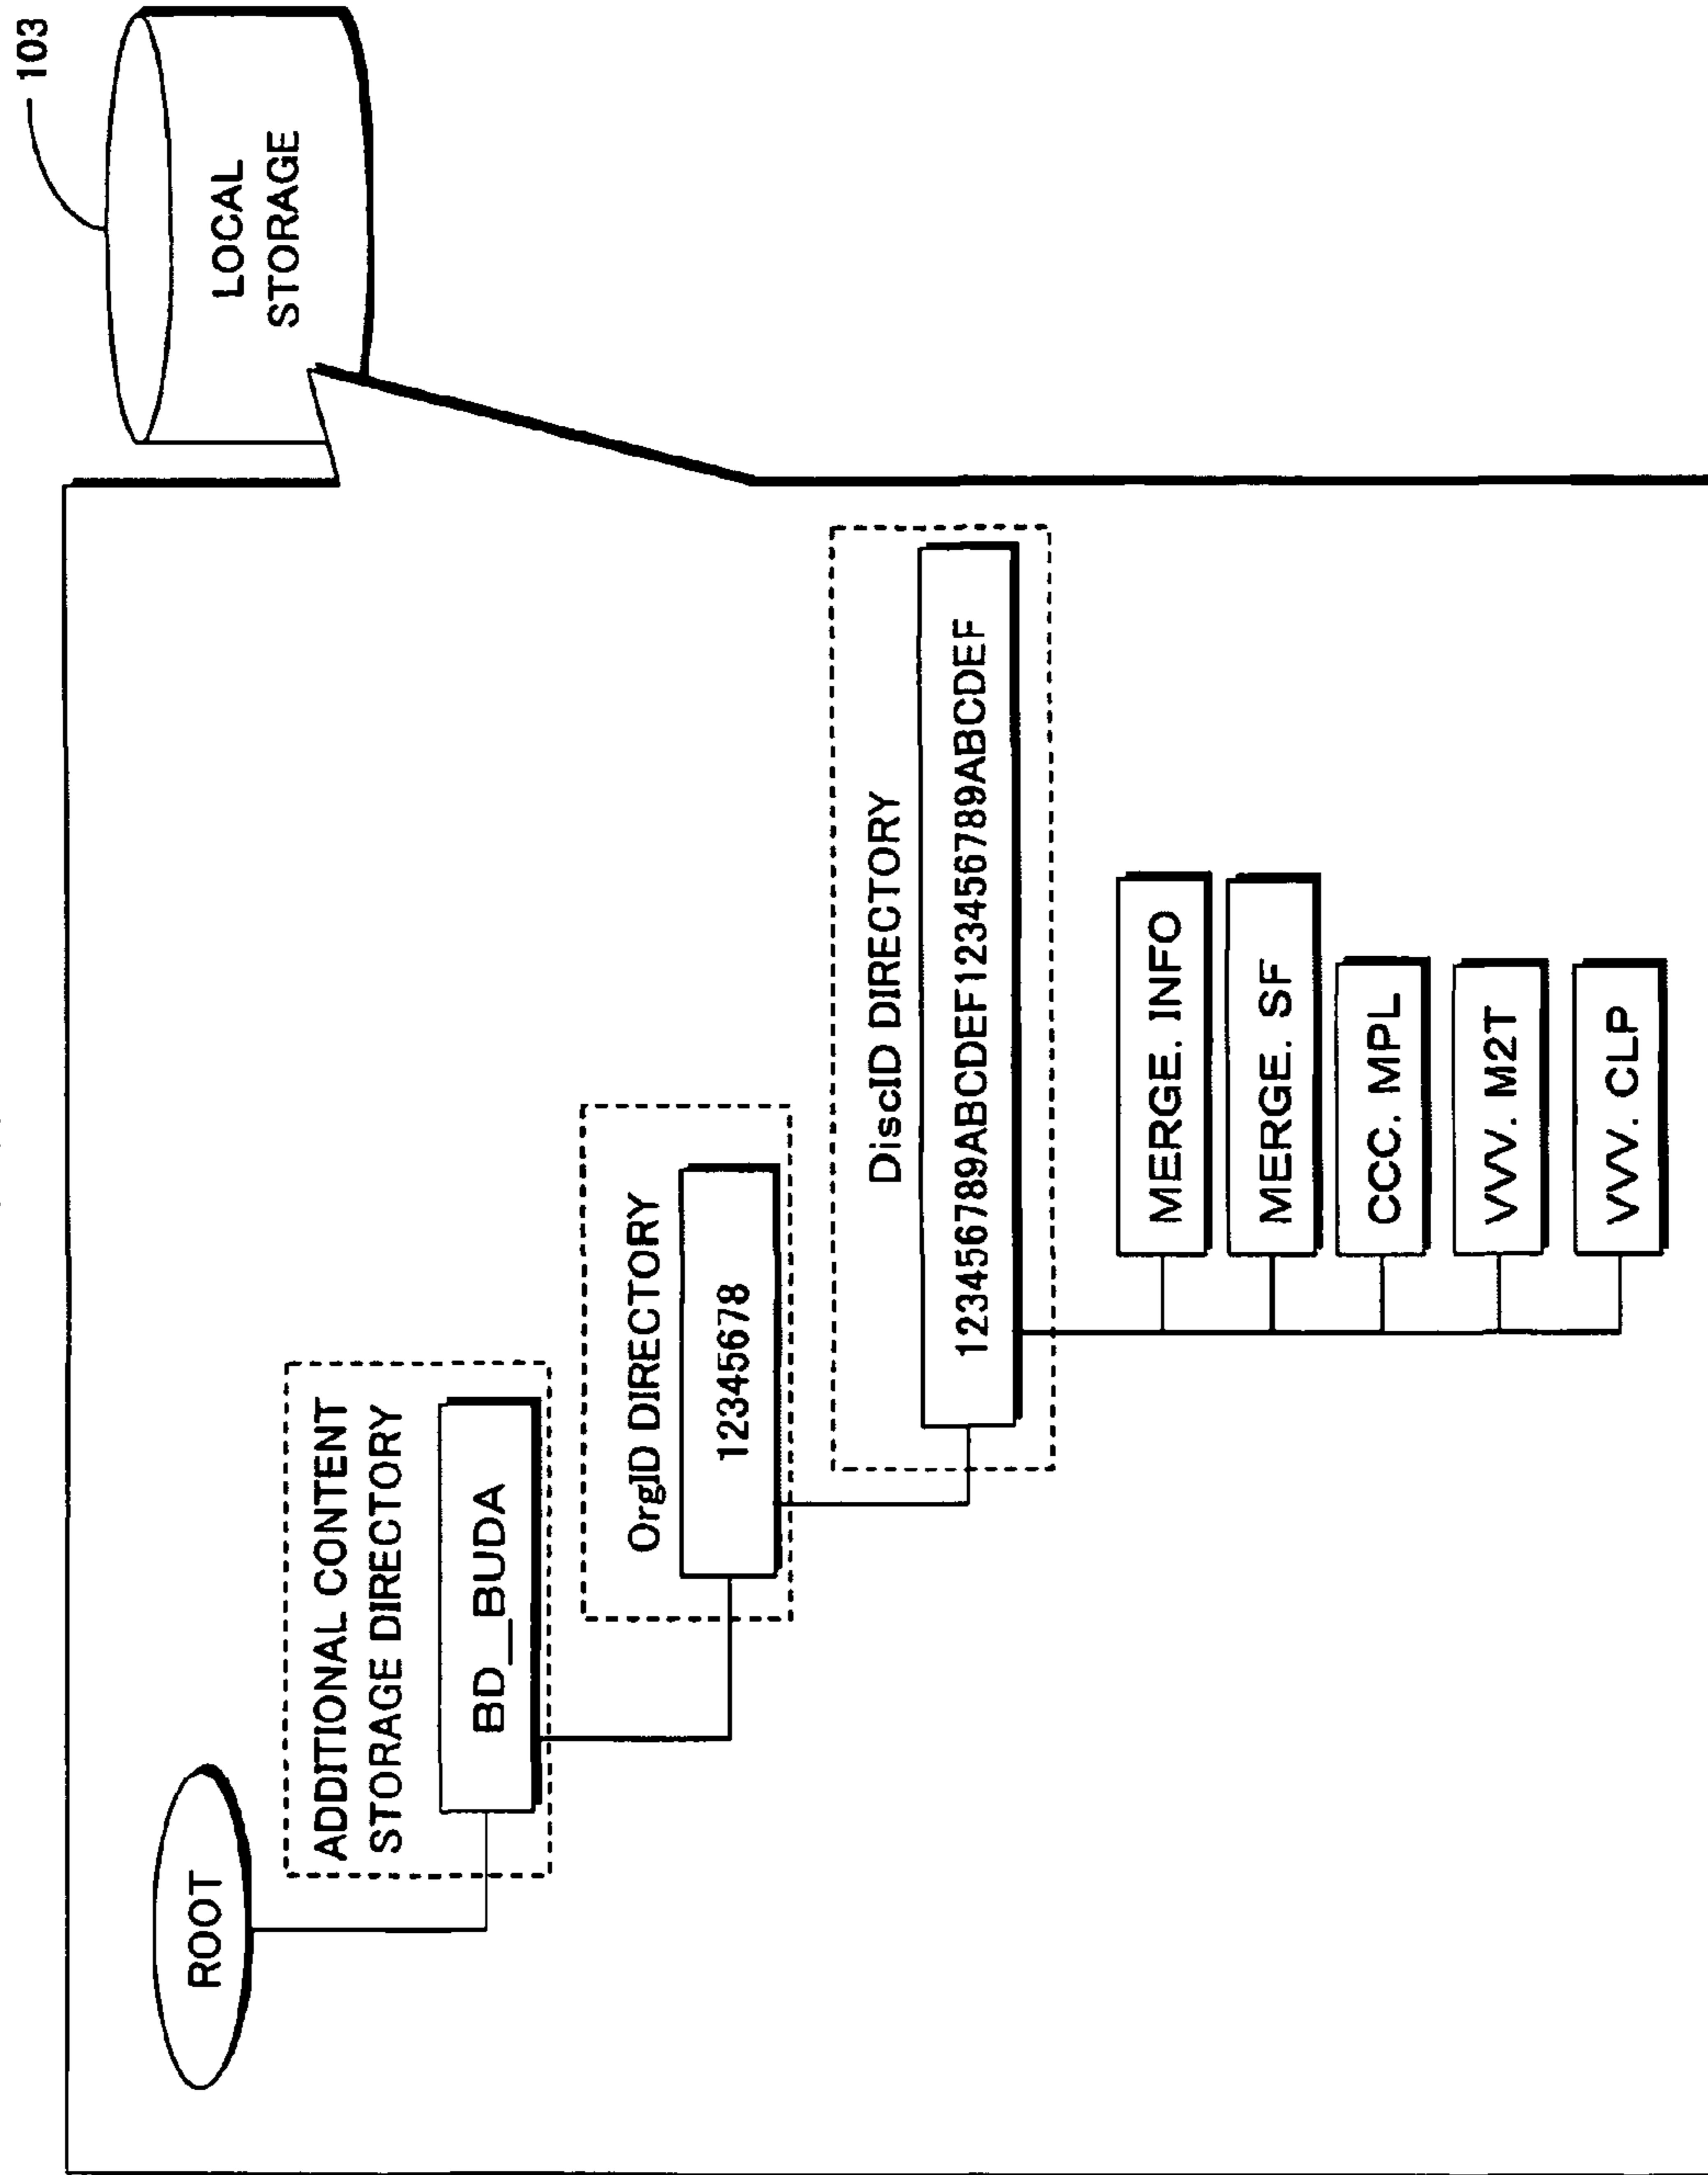 103
LOCAL
STORAGE
ROOT
ADDITIONAL CONTENT
STORAGE DIRECTORY
BD_BUDA
OrgID DIRECTORY
12345678
DiscID DIRECTORY
123456789ABCDEF123456789ABCDEF
MERGE. INFO
MERGE. SF
CCC. MPL
VVV. M2T
VVV. CLP